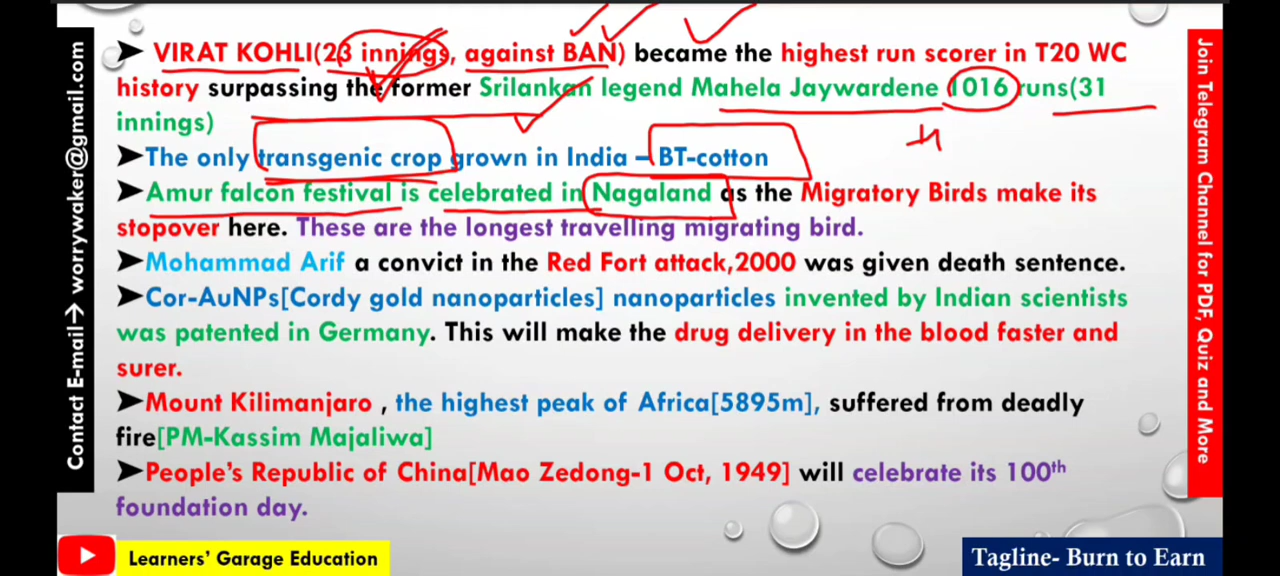 ➤ VIRAT KOHLI(23 innings, against BAN) became the highest run scorer in T20 WC
history surpassing the former Srilankan legend Mahela Jaywardene 1016 runs(31
innings)
➤The only transgenic crop grown in India – BT-cotton
➤Amur falcon festival is celebrated in Nagaland as the Migratory Birds make its
stopover here. These are the longest travelling migrating bird.
➤Mohammad Arif a convict in the Red Fort attack,2000 was given death sentence.
➤Cor-AuNPs[Cordy gold nanoparticles] nanoparticles invented by Indian scientists
was patented in Germany. This will make the drug delivery in the blood faster and
surer.
➤Mount Kilimanjaro , the highest peak of Africa[5895m], suffered from deadly
fire[PM-Kassim Majaliwa]
➤People's Republic of China[Mao Zedong-1 Oct, 1949] will celebrate its 100th
foundation day.
Contact E-mail→ worrywaker@gmail.com
Join Telegram Channel for PDF, Quiz and More
Learners' Garage Education
Tagline- Burn to Earn